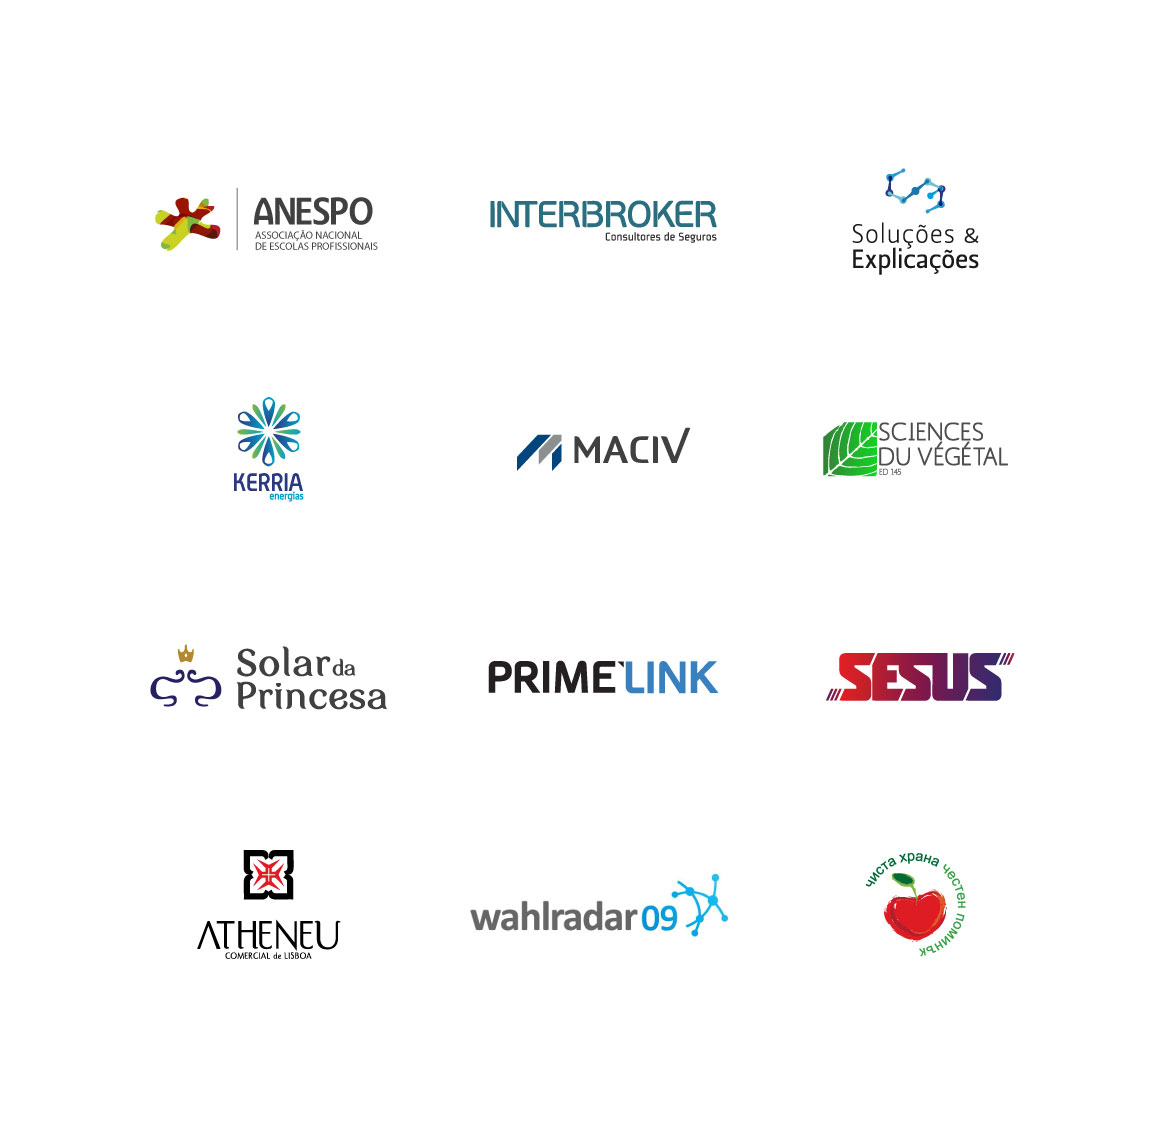 ANESPO
ASSOCIAÇÃO NACIONAL
DE ESCOLAS PROFISSIONAIS
INTERBROKER
Consultores de Seguros
Soluções &
Explicações
KERRIA
energias
MACIV
SCIENCES
DU VÉGÉTAL
ED 145
Solar da
Princesa
PRIME'LINK
SESUS
ATHENEU
COMERCIAL de LISBOA
wahlradar09
чиста храна честен поминък